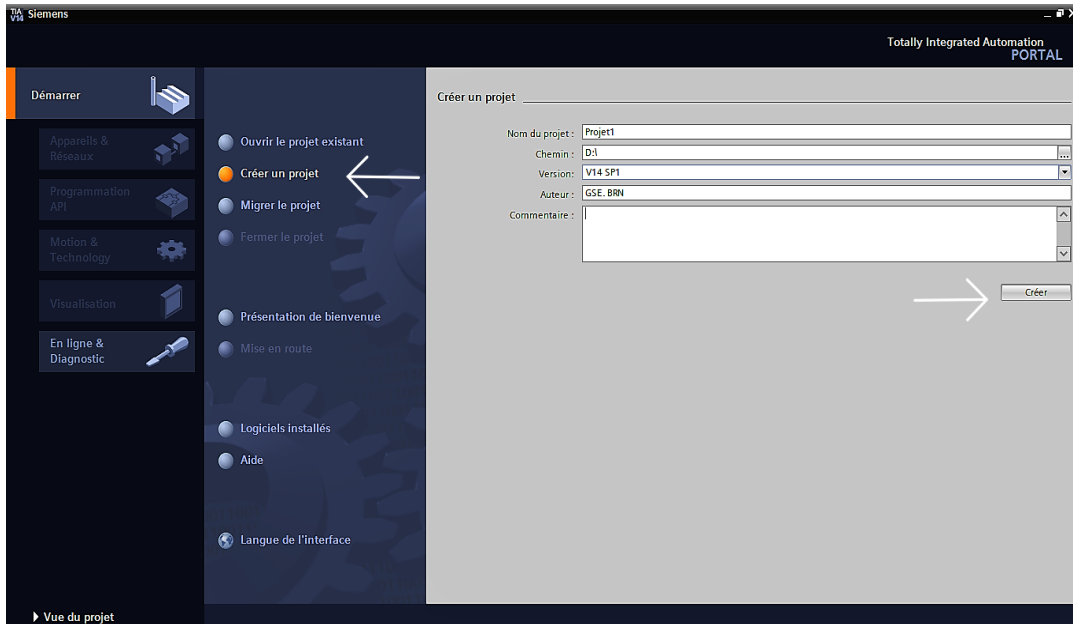 TIA
V14 Siemens
Totally Integrated Automation
PORTAL
Démarrer
Appareils &
Réseaux
Programmation
API
Motion &
Technology
Visualisation
En ligne &
Diagnostic
Ouvrir le projet existant
Créer un projet
Migrer le projet
Fermer le projet
Présentation de bienvenue
Mise en route
Logiciels installés
Aide
Langue de l'interface
Créer un projet
Nom du projet : Projet1
Chemin : D:\
...
Version: V14 SP1
Auteur : GSE. BRN
Commentaire :
Créer
Vue du projet